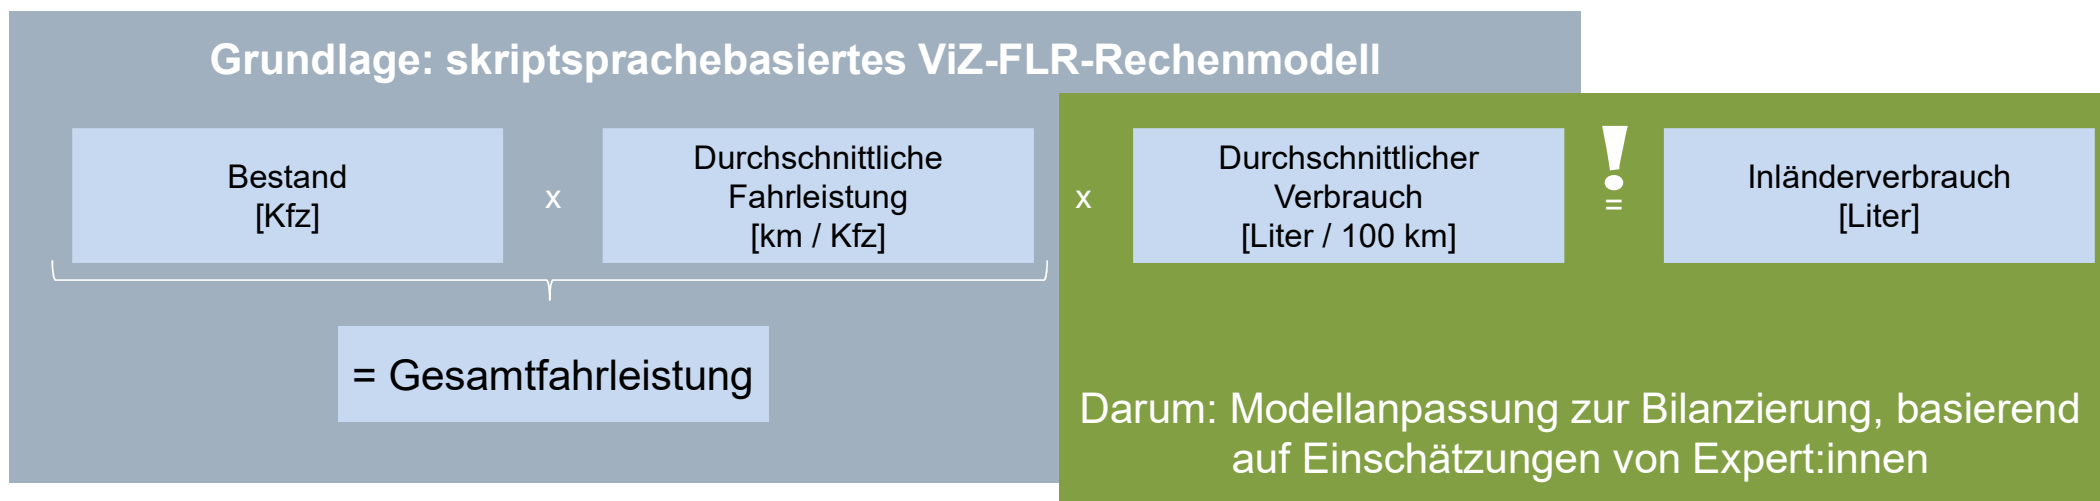 Grundlage: skriptsprachebasiertes ViZ-FLR-Rechenmodell
Bestand
[Kfz]
x
Durchschnittliche
Fahrleistung
[km / Kfz]
x
Durchschnittlicher
Verbrauch
[Liter / 100 km]
!
=
Inländerverbrauch
[Liter]
= Gesamtfahrleistung
Darum: Modellanpassung zur Bilanzierung, basierend
auf Einschätzungen von Expert:innen